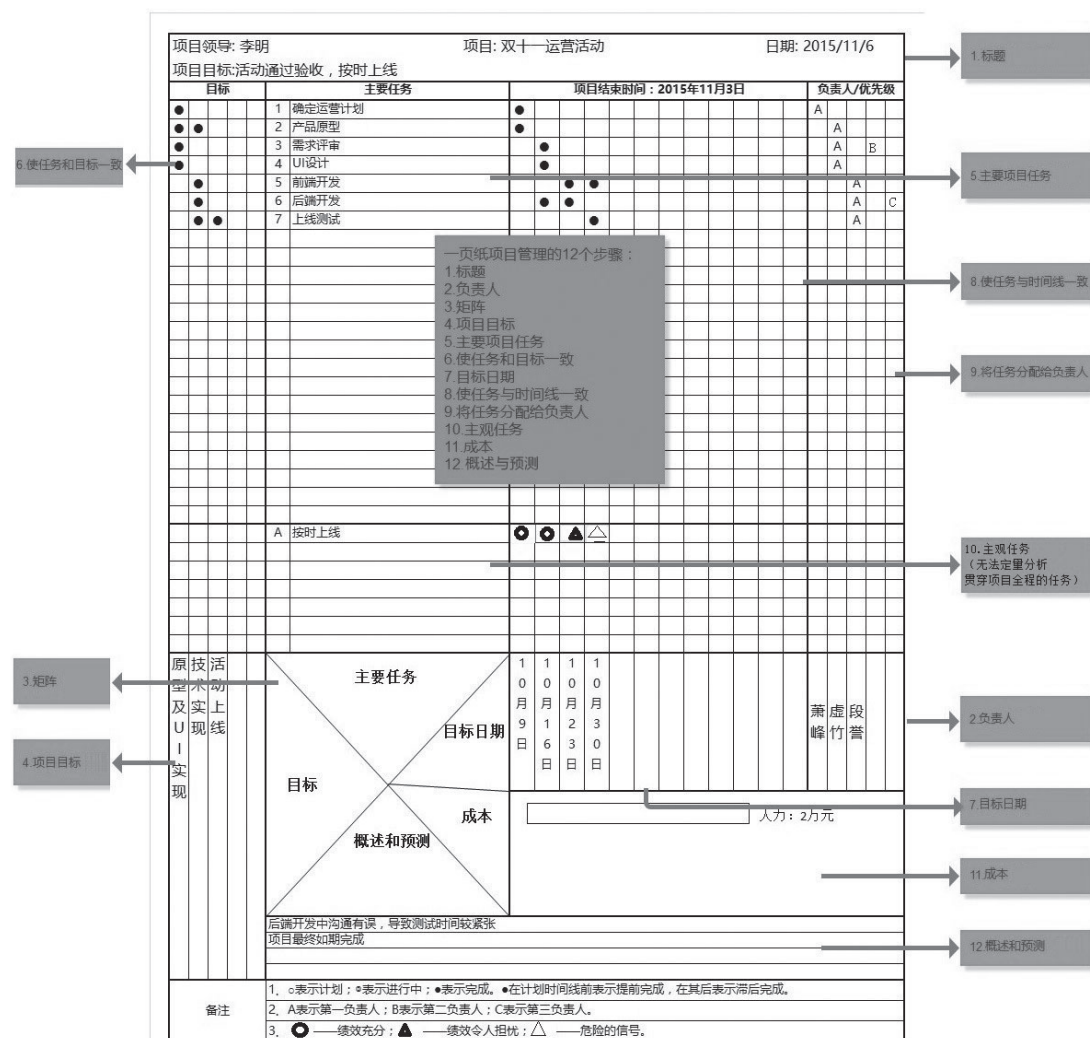 项目领导: 李明 项目: 双十一运营活动 日期: 2015/11/6
项目目标:活动通过验收，按时上线
目标 主要任务 项目结束时间：2015年11月3日 负责人/优先级
● 1 确定运营计划 ● A
● ● 2 产品原型 ● A
● 3 需求评审 ● A B
● 4 UI设计 ● A
● 5 前端开发 ● ● A
● 6 后端开发 ● ● A C
● ● 7 上线测试 ● A
A 按时上线
原型及UI实现
技术实现
活动上线
主要任务
目标日期
目标
成本
概述和预测
10月9日
10月16日
10月23日
10月30日
萧峰
虚竹
段誉
人力：2万元
后端开发中沟通有误，导致测试时间较紧张
项目最终如期完成
备注
1、○表示计划；⊙表示进行中；●表示完成。●在计划时间线前表示提前完成，在其后表示滞后完成。
2、A表示第一负责人；B表示第二负责人；C表示第三负责人。
3、——绩效充分；▲——绩效令人担忧；△——危险的信号。
一页纸项目管理的12个步骤：
1.标题
2.负责人
3.矩阵
4.项目目标
5.主要项目任务
6.使任务和目标一致
7.目标日期
8.使任务与时间线一致
9.将任务分配给负责人
10.主观任务
11.成本
12 概述与预测
6.使任务和目标一致
3.矩阵
4.项目目标
1.标题
5.主要项目任务
8.使任务与时间线一致
9.将任务分配给负责人
10.主观任务
（无法定量分析
贯穿项目全程的任务）
2.负责人
7.目标日期
11.成本
12.概述和预测